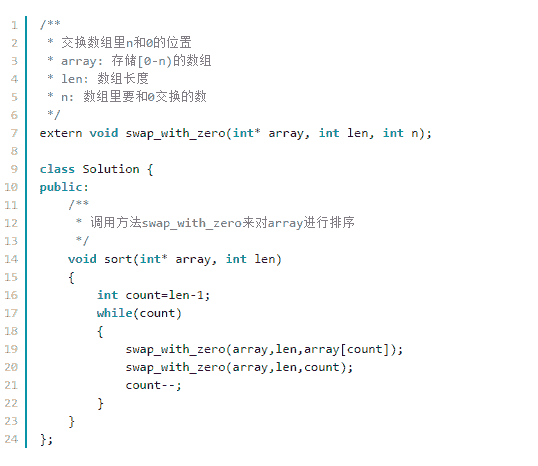 1 /**
2  * 交换数组里n和0的位置
3  * array: 存储[0-n)的数组
4  * len: 数组长度
5  * n: 数组里要和0交换的数
6  */
7 extern void swap_with_zero(int* array, int len, int n);
8
9 class Solution {
10 public:
11     /**
12      * 调用方法swap_with_zero来对array进行排序
13      */
14     void sort(int* array, int len)
15     {
16         int count=len-1;
17         while(count)
18         {
19             swap_with_zero(array,len,array[count]);
20             swap_with_zero(array,len,count);
21             count--;
22         }
23     }
24 };